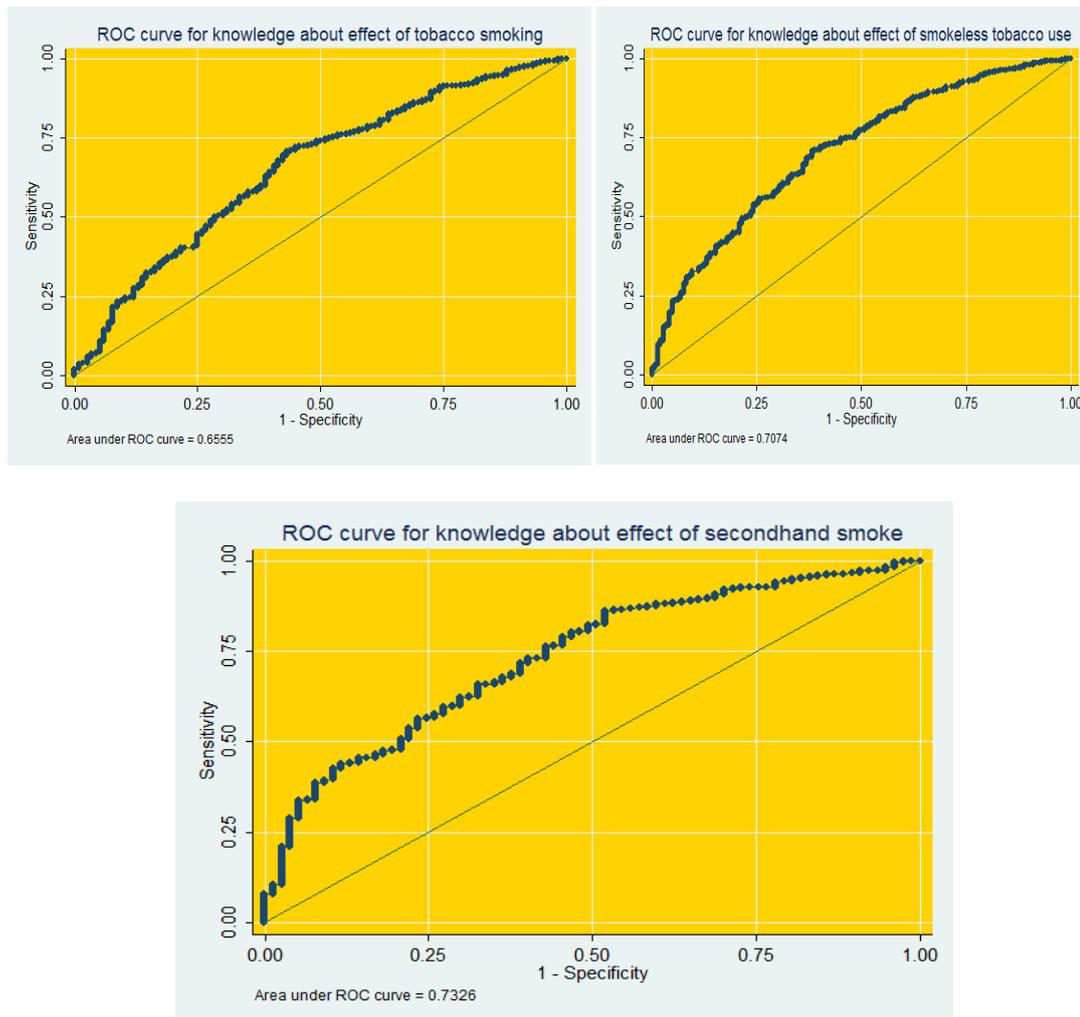 ROC curve for knowledge about effect of tobacco smoking
Sensitivity
1.00
0.75
0.50
0.25
0.00
0.00 0.25 0.50 0.75 1.00
1 - Specificity
Area under ROC curve = 0.6555
ROC curve for knowledge about effect of smokeless tobacco use
Sensitivity
1.00
0.75
0.50
0.25
0.00
0.00 0.25 0.50 0.75 1.00
1 - Specificity
Area under ROC curve = 0.7074
ROC curve for knowledge about effect of secondhand smoke
Sensitivity
1.00
0.75
0.50
0.25
0.00
0.00 0.25 0.50 0.75 1.00
1 - Specificity
Area under ROC curve = 0.7326